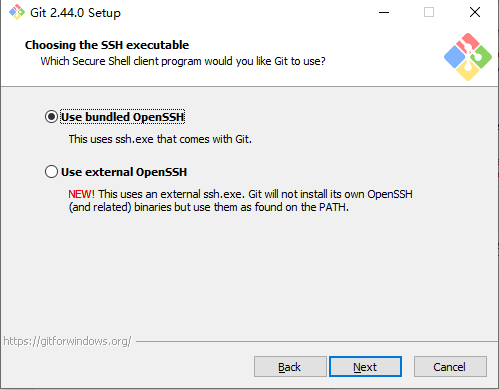 Git 2.44.0 Setup
Choosing the SSH executable
Which Secure Shell client program would you like Git to use?
Use bundled OpenSSH
This uses ssh.exe that comes with Git.
Use external OpenSSH
NEW! This uses an external ssh.exe. Git will not install its own OpenSSH
(and related) binaries but use them as found on the PATH.
https://gitforwindows.org/
Back Next Cancel